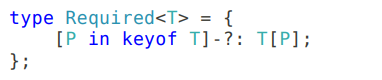 type Required<T> = {
    [P in keyof T]-?: T[P];
};